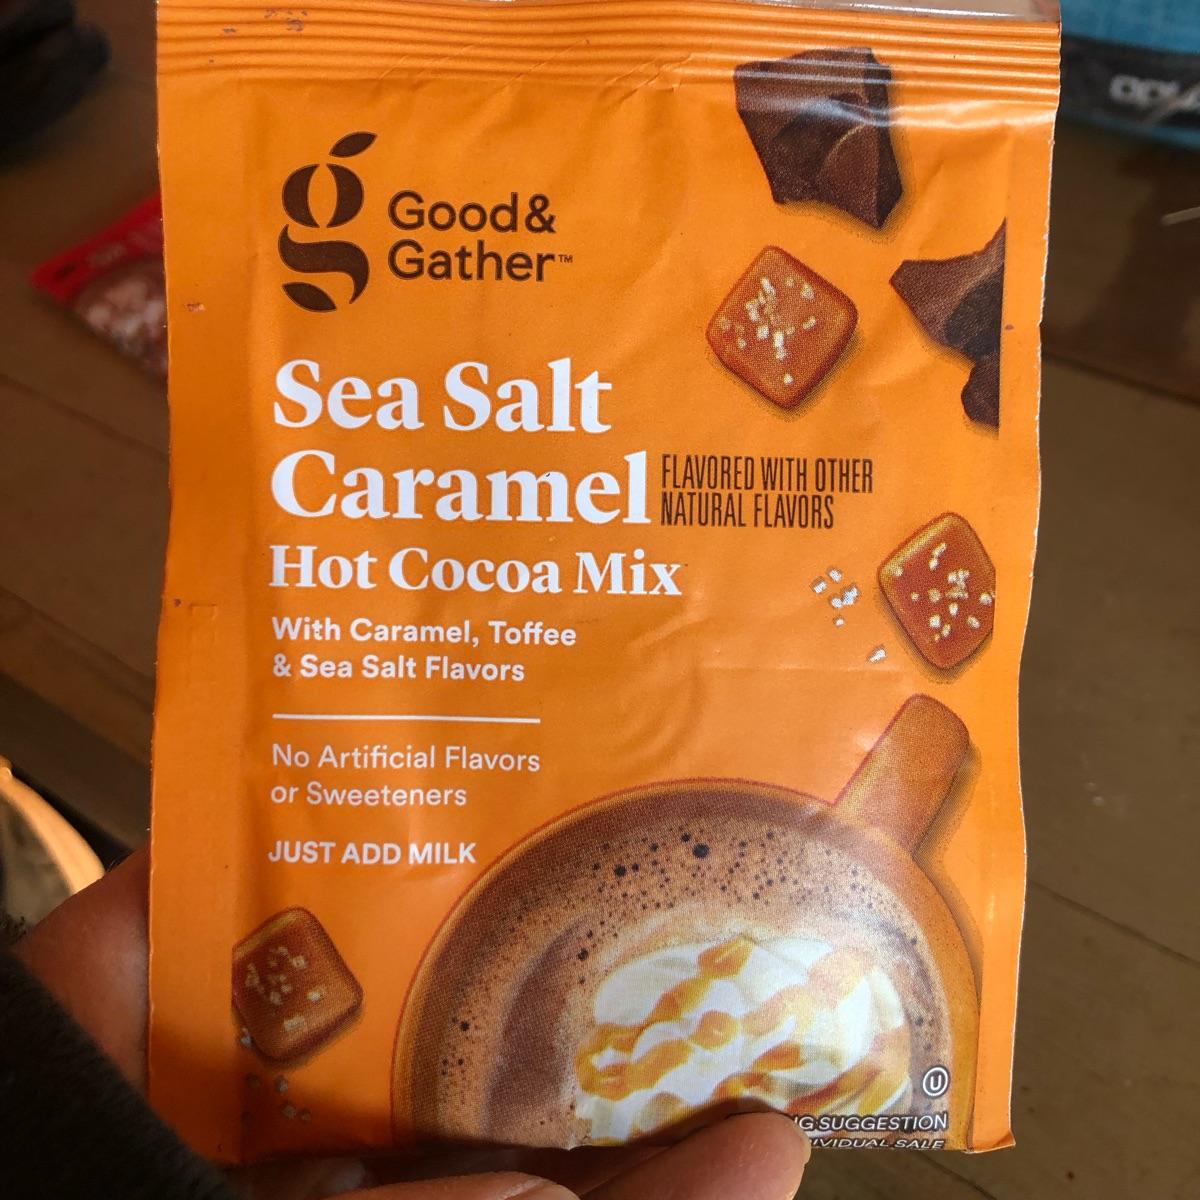 Good &
Gather™
Sea Salt
Caramel
FLAVORED WITH OTHER
NATURAL FLAVORS
Hot Cocoa Mix
With Caramel, Toffee
& Sea Salt Flavors
No Artificial Flavors
or Sweeteners
JUST ADD MILK
U
SUGGESTION
SALE